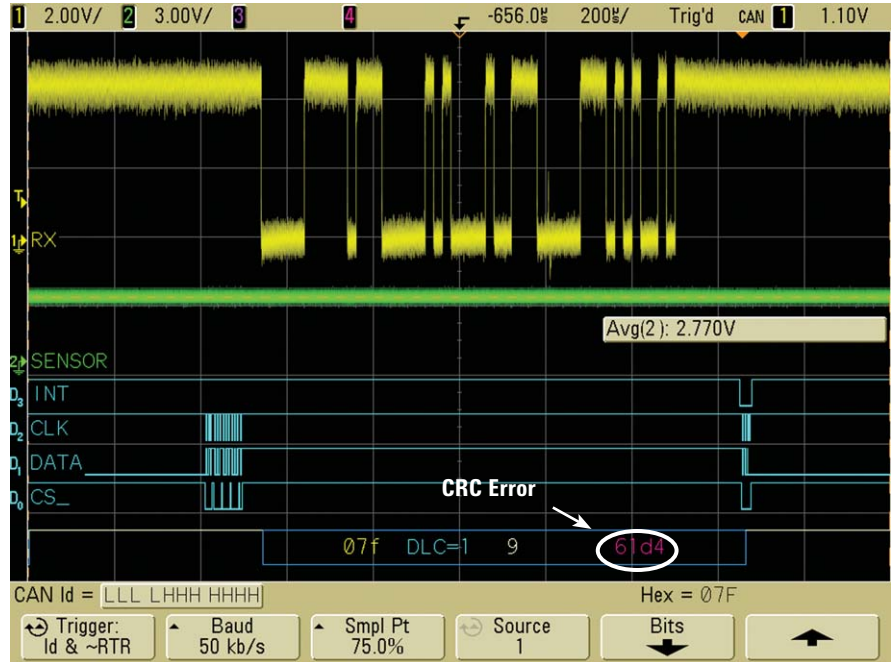 1 2.00V/ 2 3.00V/ 3 4 -656.0µs 200µs/ Trig'd CAN 1 1.10V
T
1 RX
Avg(2): 2.770V
2 SENSOR
D3 INT
D2 CLK
D1 DATA
D0 CS_
CRC Error
07f DLC=1 9 61d4
CAN Id = LLL LHHH HHHH Hex = 07F
Trigger: Baud Smpl Pt Source Bits
Id & ~RTR 50 kb/s 75.0% 1